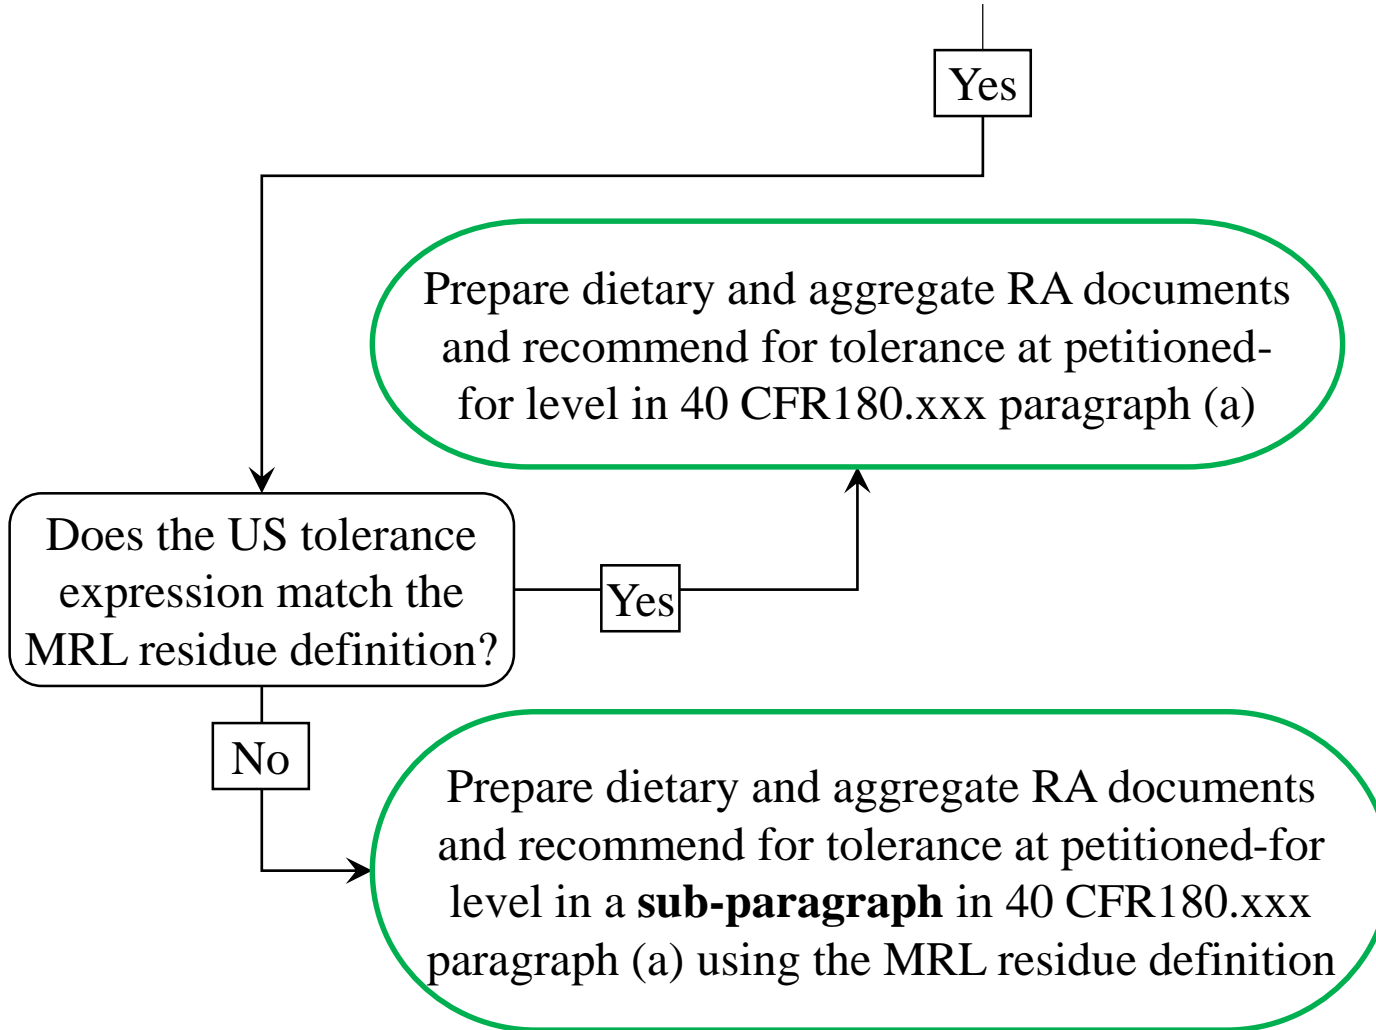 Yes
Prepare dietary and aggregate RA documents
and recommend for tolerance at petitioned-
for level in 40 CFR180.xxx paragraph (a)
Does the US tolerance
expression match the
MRL residue definition?
Yes
No
Prepare dietary and aggregate RA documents
and recommend for tolerance at petitioned-for
level in a sub-paragraph in 40 CFR180.xxx
paragraph (a) using the MRL residue definition